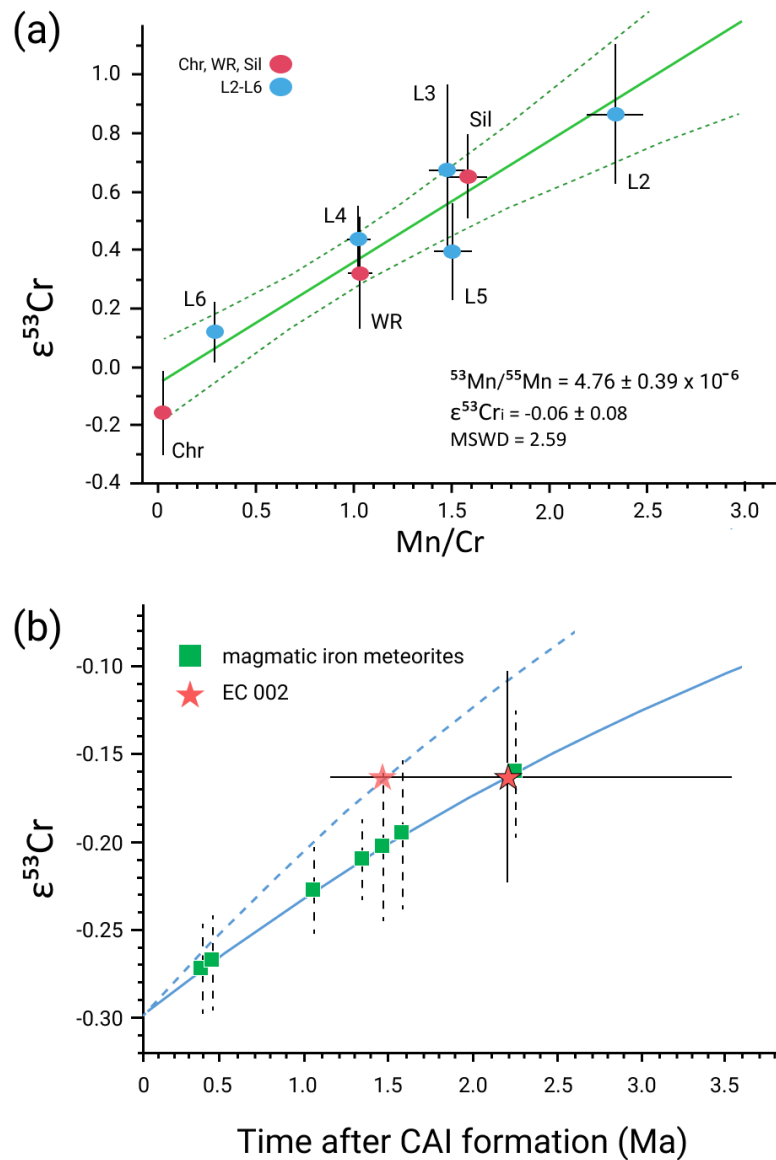 (a)
Chr, WR, Sil
L2-L6
1.0
0.8
0.6
0.4
0.2
0.0
-0.2
-0.4
ε⁵³Cr
L3
Sil
L2
L4
L5
L6
WR
Chr
⁵³Mn/⁵⁵Mn = 4.76 ± 0.39 x 10⁻⁶
ε⁵³Crᵢ = -0.06 ± 0.08
MSWD = 2.59
0 0.5 1.0 1.5 2.0 2.5 3.0
Mn/Cr
(b)
magmatic iron meteorites
EC 002
-0.10
-0.15
-0.20
-0.25
-0.30
ε⁵³Cr
0 0.5 1.0 1.5 2.0 2.5 3.0 3.5
Time after CAI formation (Ma)